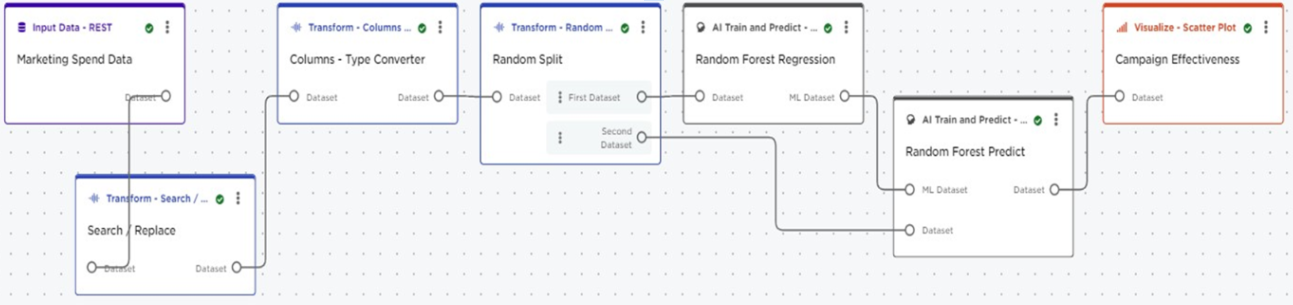 Input Data - REST
Marketing Spend Data
Dataset
Transform - Search / ...
Search / Replace
Dataset
Dataset
Transform - Columns ...
Columns - Type Converter
Dataset
Dataset
Transform - Random ...
Random Split
Dataset
First Dataset
Second
Dataset
AI Train and Predict - ...
Random Forest Regression
Dataset
ML Dataset
AI Train and Predict - ...
Random Forest Predict
ML Dataset
Dataset
Dataset
Visualize - Scatter Plot
Campaign Effectiveness
Dataset